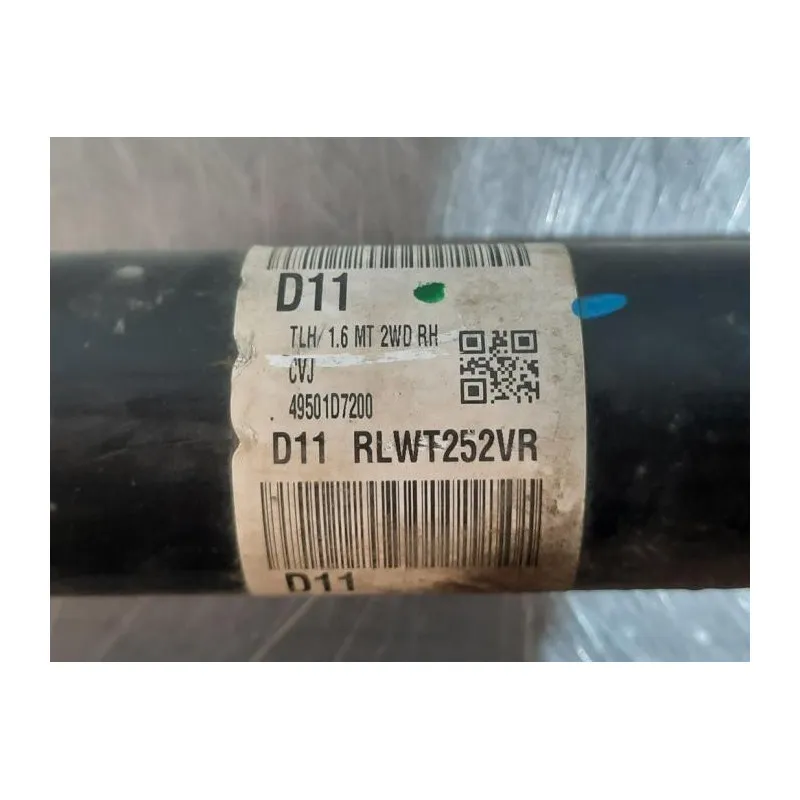 D11
TLH/1.6 MT 2WD RH
CVJ
49501D7200
D11 RLWT252VR
D11